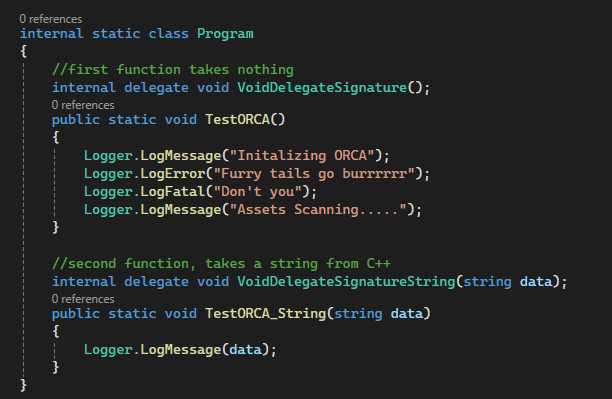 0 references
internal static class Program
{
//first function takes nothing
internal delegate void VoidDelegateSignature();
0 references
public static void TestORCA()
{
Logger.LogMessage("Initalizing ORCA");
Logger.LogError("Furry tails go burrrrrr");
Logger.LogFatal("Don't you");
Logger.LogMessage("Assets Scanning.....");
}
//second function, takes a string from C++
internal delegate void VoidDelegateSignatureString(string data);
0 references
public static void TestORCA_String(string data)
{
Logger.LogMessage(data);
}
}